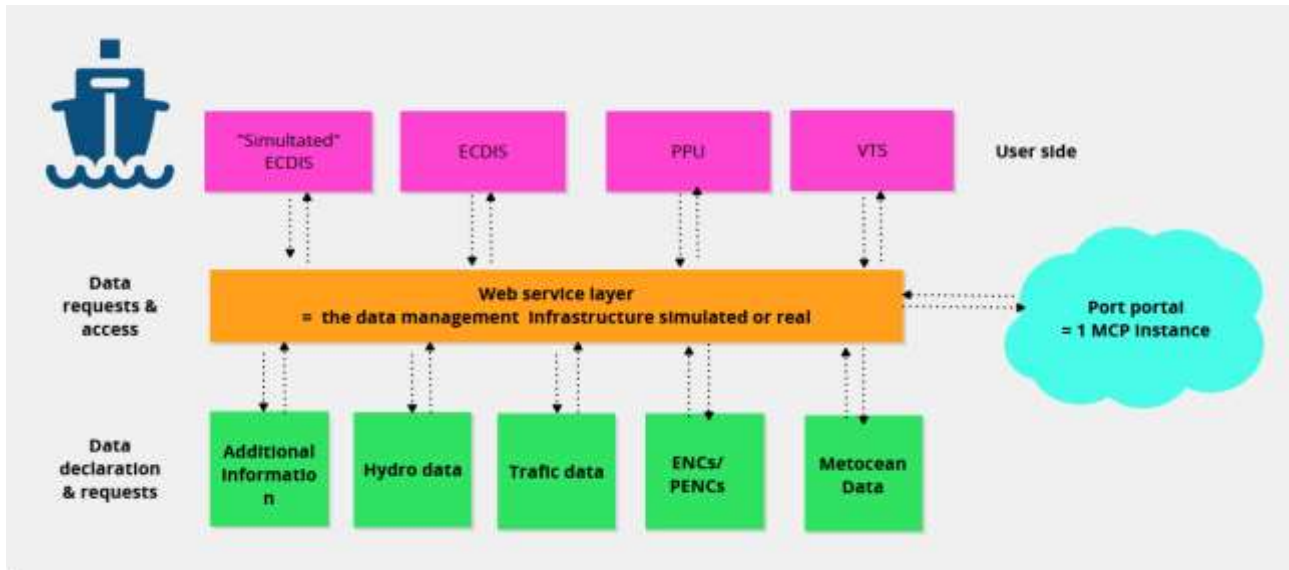 "Simultated"
ECDIS
ECDIS
PPU
VTS
User side
Data
requests &
access
Web service layer
= the data management infrastructure simulated or real
Port portal
= 1 MCP instance
Data
declaration
& requests
Additional
informatio
n
Hydro data
Trafic data
ENCs/
PENCs
Metocean
Data